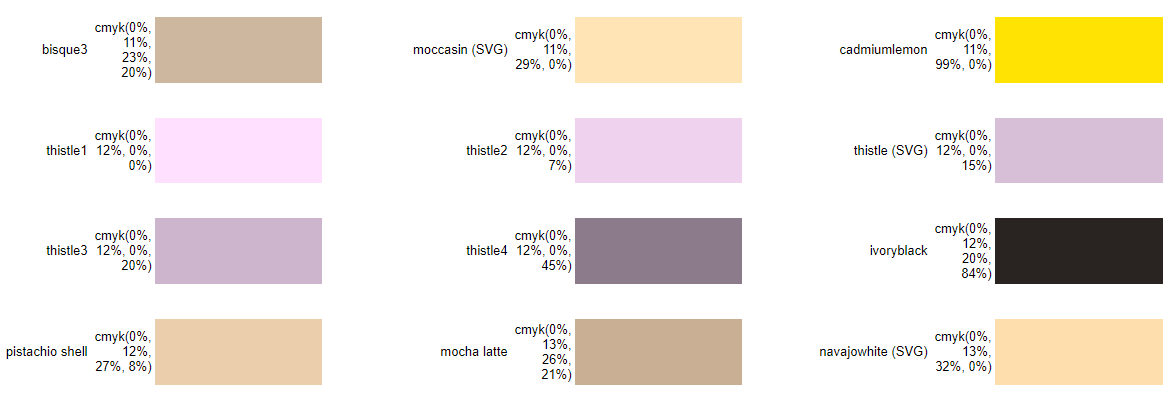 bisque3
cmyk(0%,
11%,
23%,
20%)
moccasin (SVG)
cmyk(0%,
11%,
29%, 0%)
cadmiumlemon
cmyk(0%,
11%,
99%, 0%)
thistle1
cmyk(0%,
12%, 0%,
0%)
thistle2
cmyk(0%,
12%, 0%,
7%)
thistle (SVG)
cmyk(0%,
12%, 0%,
15%)
thistle3
cmyk(0%,
12%, 0%,
20%)
thistle4
cmyk(0%,
12%, 0%,
45%)
ivoryblack
cmyk(0%,
12%,
20%,
84%)
pistachio shell
cmyk(0%,
12%,
27%, 8%)
mocha latte
cmyk(0%,
13%,
26%,
21%)
navajowhite (SVG)
cmyk(0%,
13%,
32%, 0%)